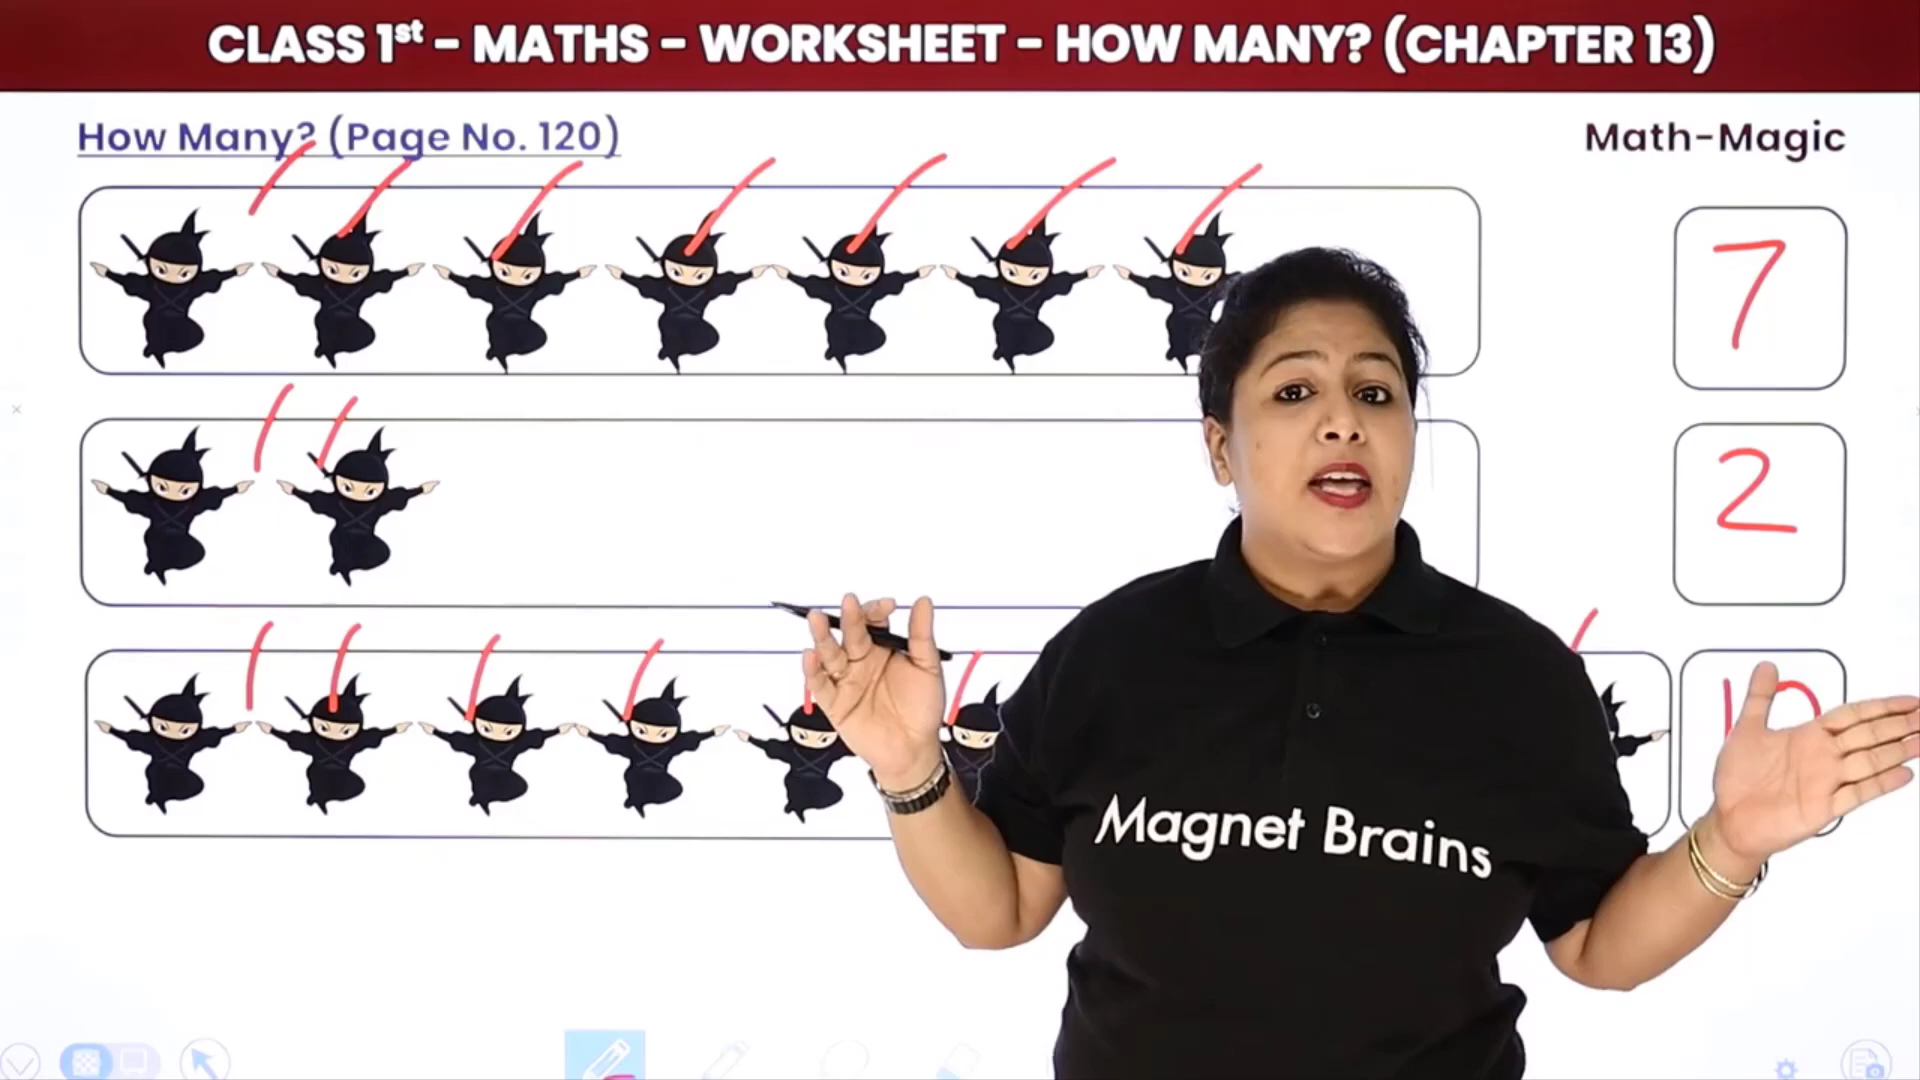 CLASS 1st - MATHS - WORKSHEET - HOW MANY? (CHAPTER 13)
How Many? (Page No. 120)
Math-Magic
7
2
10
Magnet Brains